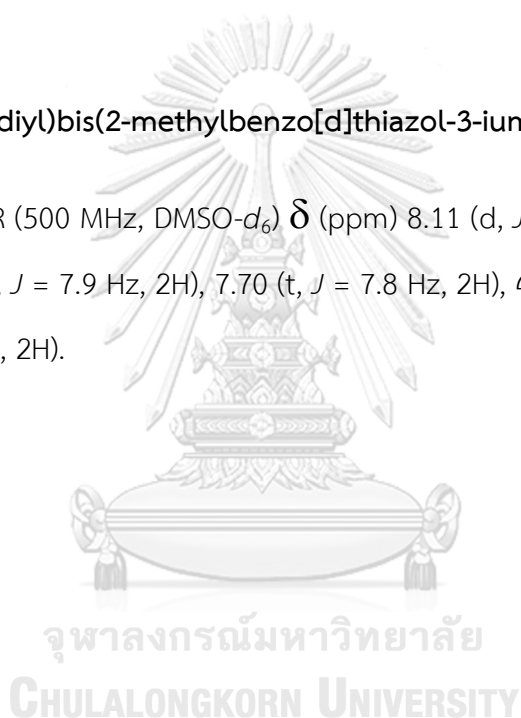 diyl)bis(2-methylbenzo[d]thiazol-3-ium
R (500 MHz, DMSO-d₆) δ (ppm) 8.11 (d, J
, J = 7.9 Hz, 2H), 7.70 (t, J = 7.8 Hz, 2H), 4
, 2H).
จุฬาลงกรณ์มหาวิทยาลัย
CHULALONGKORN UNIVERSITY